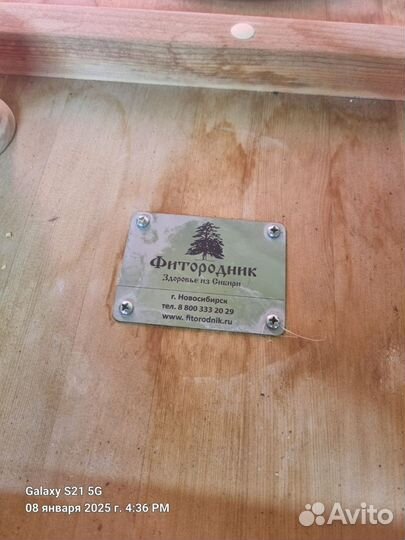 Фитородник
Здоровье из Сибири
г. Новосибирск
тел. 8 800 333 20 29
www. fitorodnik.ru
Galaxy S21 5G
08 января 2025 г. 4:36 PM
Avito